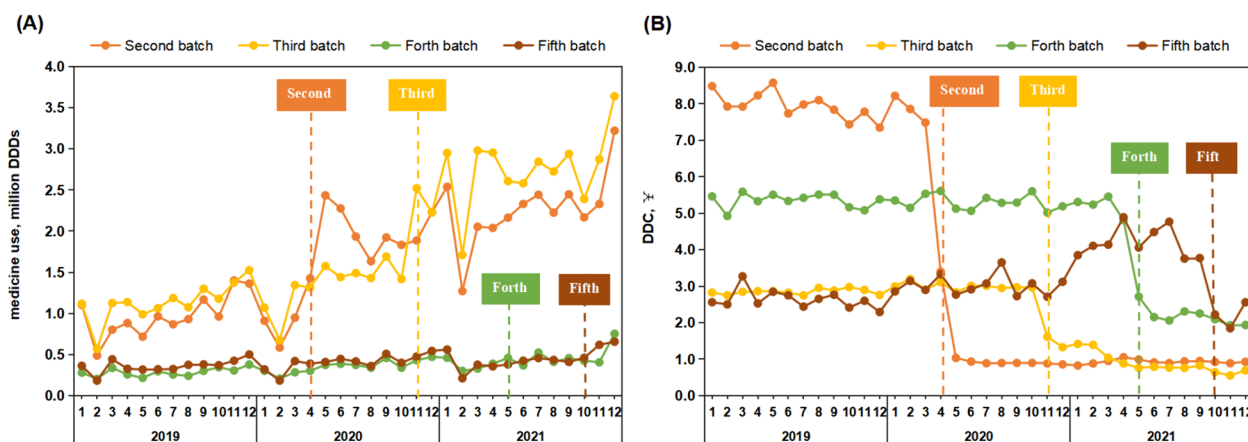 (A)
Second batch Third batch Forth batch Fifth batch
medicine use, million DDDs
4.0
3.5
3.0
2.5
2.0
1.5
1.0
0.5
0.0
Second
Third
Forth
Fifth
1 2 3 4 5 6 7 8 9 10 11 12 1 2 3 4 5 6 7 8 9 10 11 12 1 2 3 4 5 6 7 8 9 10 11 12
2019 2020 2021
(B)
Second batch Third batch Forth batch Fifth batch
DDC, ¥
9.0
8.0
7.0
6.0
5.0
4.0
3.0
2.0
1.0
0.0
Second
Third
Forth
Fift
1 2 3 4 5 6 7 8 9 10 11 12 1 2 3 4 5 6 7 8 9 10 11 12 1 2 3 4 5 6 7 8 9 10 11 12
2019 2020 2021